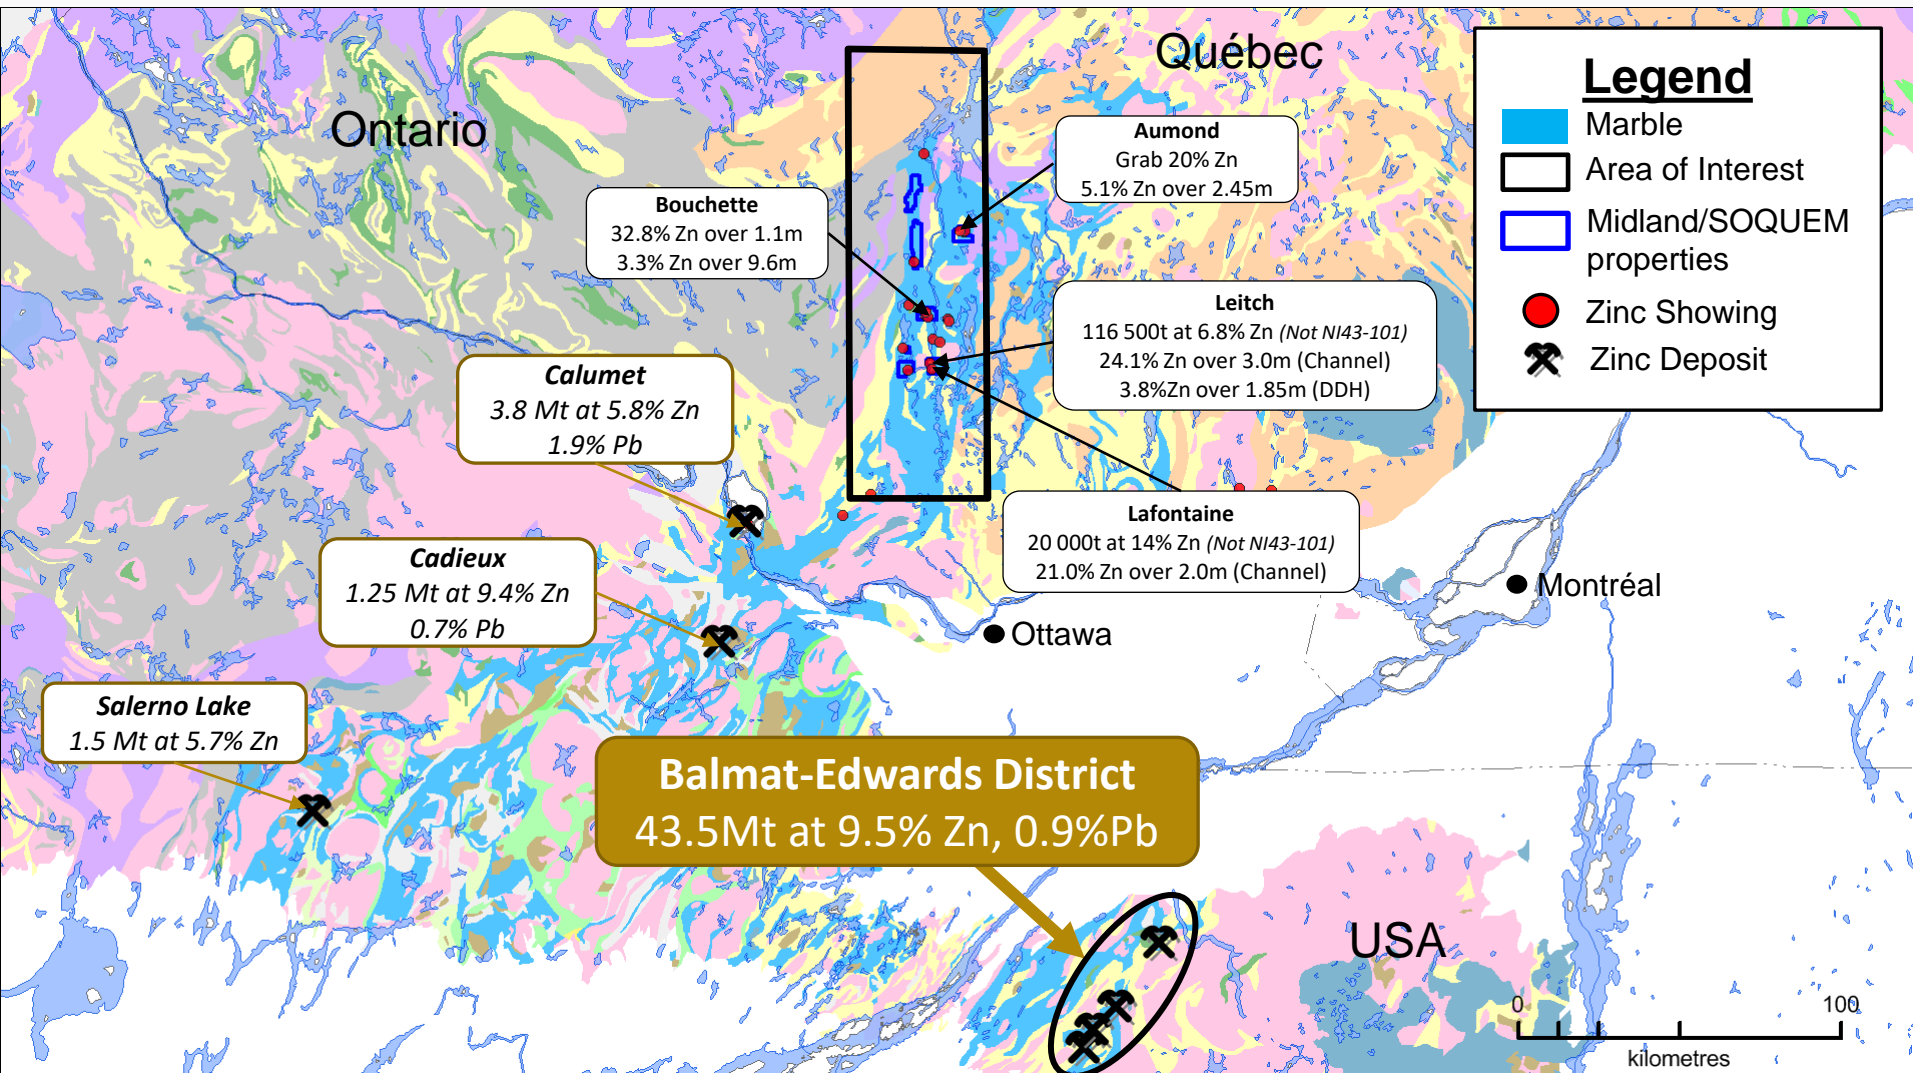 Québec
Ontario
Legend
Marble
Area of Interest
Midland/SOQUEM
properties
Zinc Showing
Zinc Deposit
Aumond
Grab 20% Zn
5.1% Zn over 2.45m
Bouchette
32.8% Zn over 1.1m
3.3% Zn over 9.6m
Leitch
116 500t at 6.8% Zn (Not NI43-101)
24.1% Zn over 3.0m (Channel)
3.8%Zn over 1.85m (DDH)
Calumet
3.8 Mt at 5.8% Zn
1.9% Pb
Lafontaine
20 000t at 14% Zn (Not NI43-101)
21.0% Zn over 2.0m (Channel)
Cadieux
1.25 Mt at 9.4% Zn
0.7% Pb
Montréal
Ottawa
Salerno Lake
1.5 Mt at 5.7% Zn
Balmat-Edwards District
43.5Mt at 9.5% Zn, 0.9%Pb
USA
0 100
kilometres